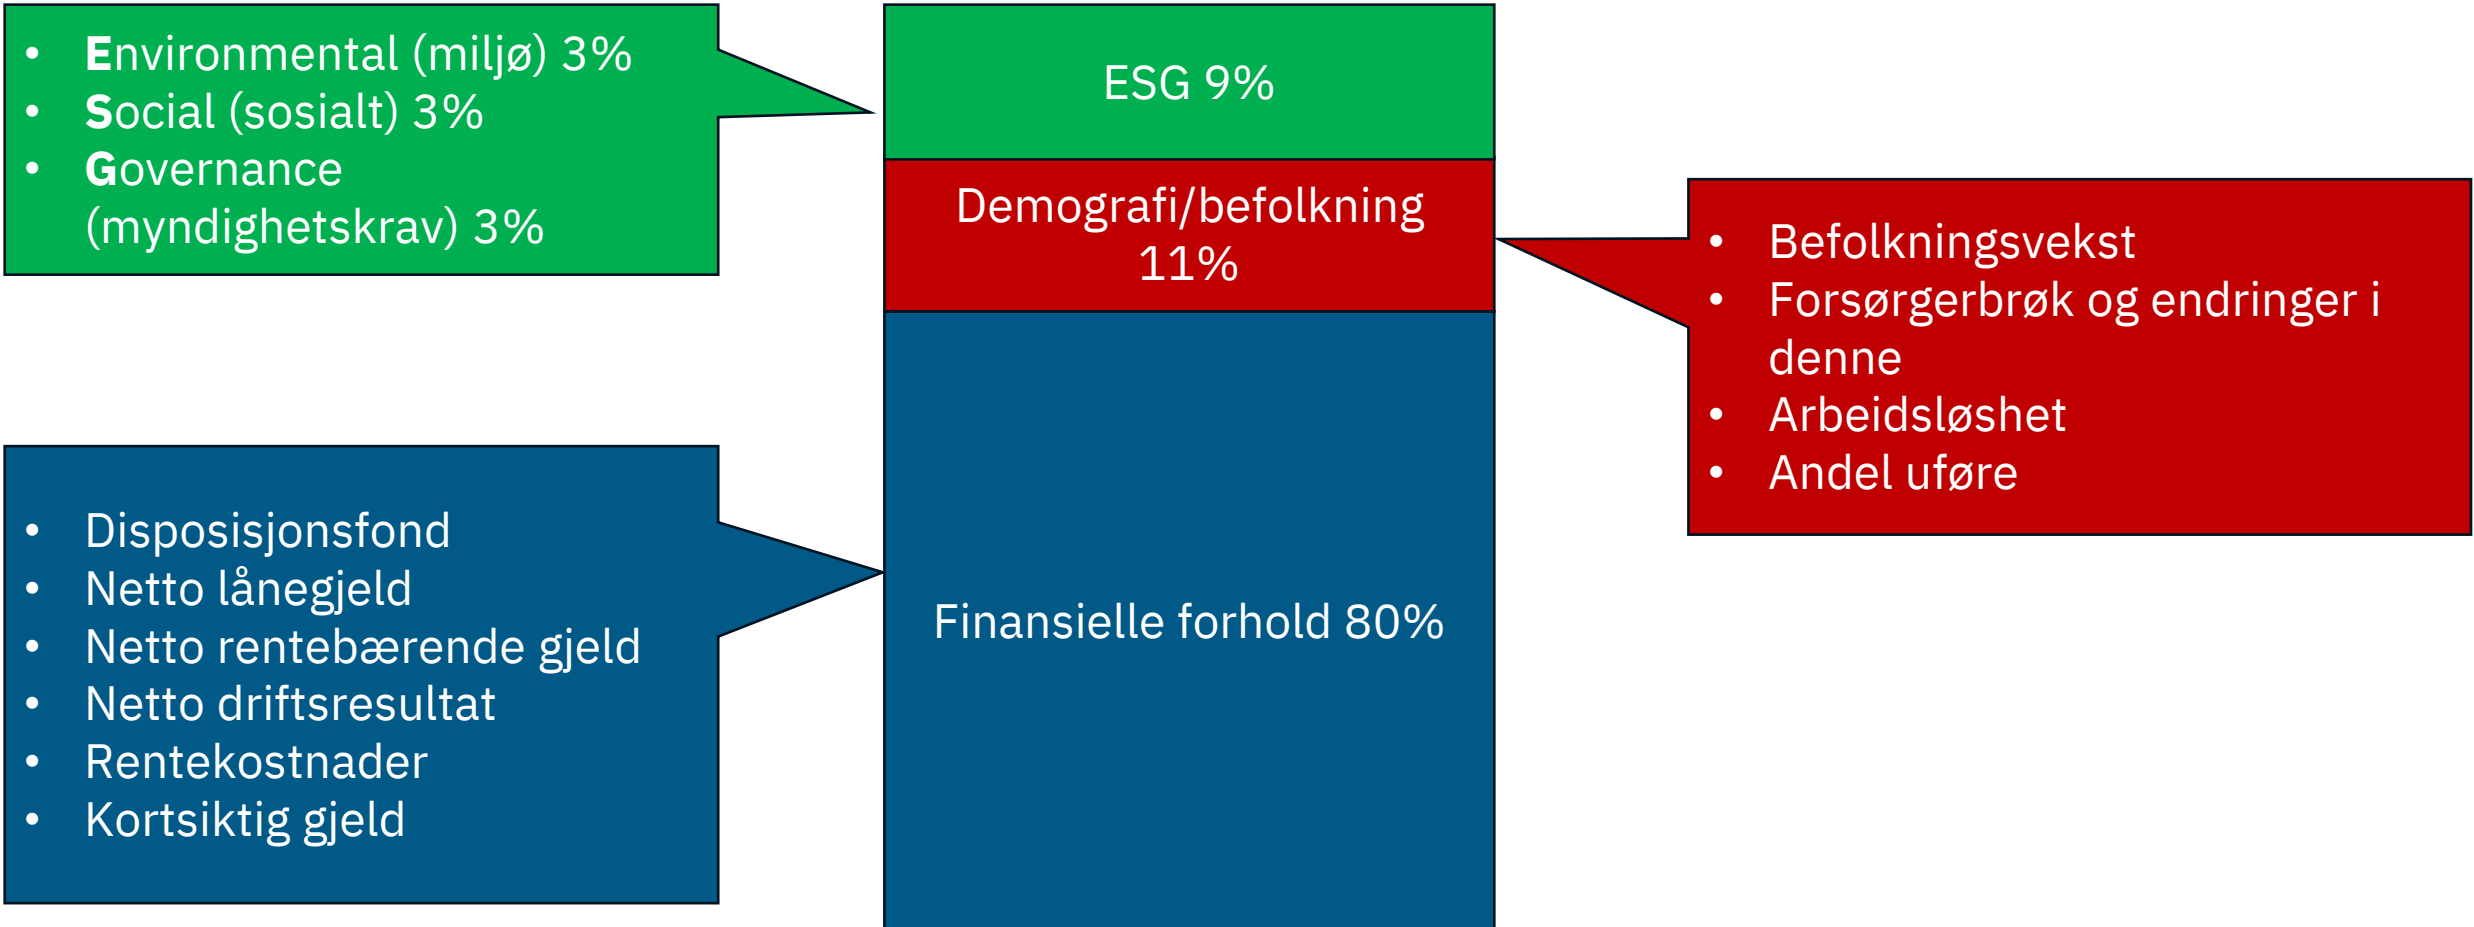 • Environmental (miljø) 3%
• Social (sosialt) 3%
• Governance
(myndighetskrav) 3%
ESG 9%
Demografi/befolkning
11%
• Befolkningsvekst
• Forsørgerbrøk og endringer i
denne
• Arbeidsløshet
• Andel uføre
• Disposisjonsfond
• Netto lånegjeld
• Netto rentebærende gjeld
• Netto driftsresultat
• Rentekostnader
• Kortsiktig gjeld
Finansielle forhold 80%